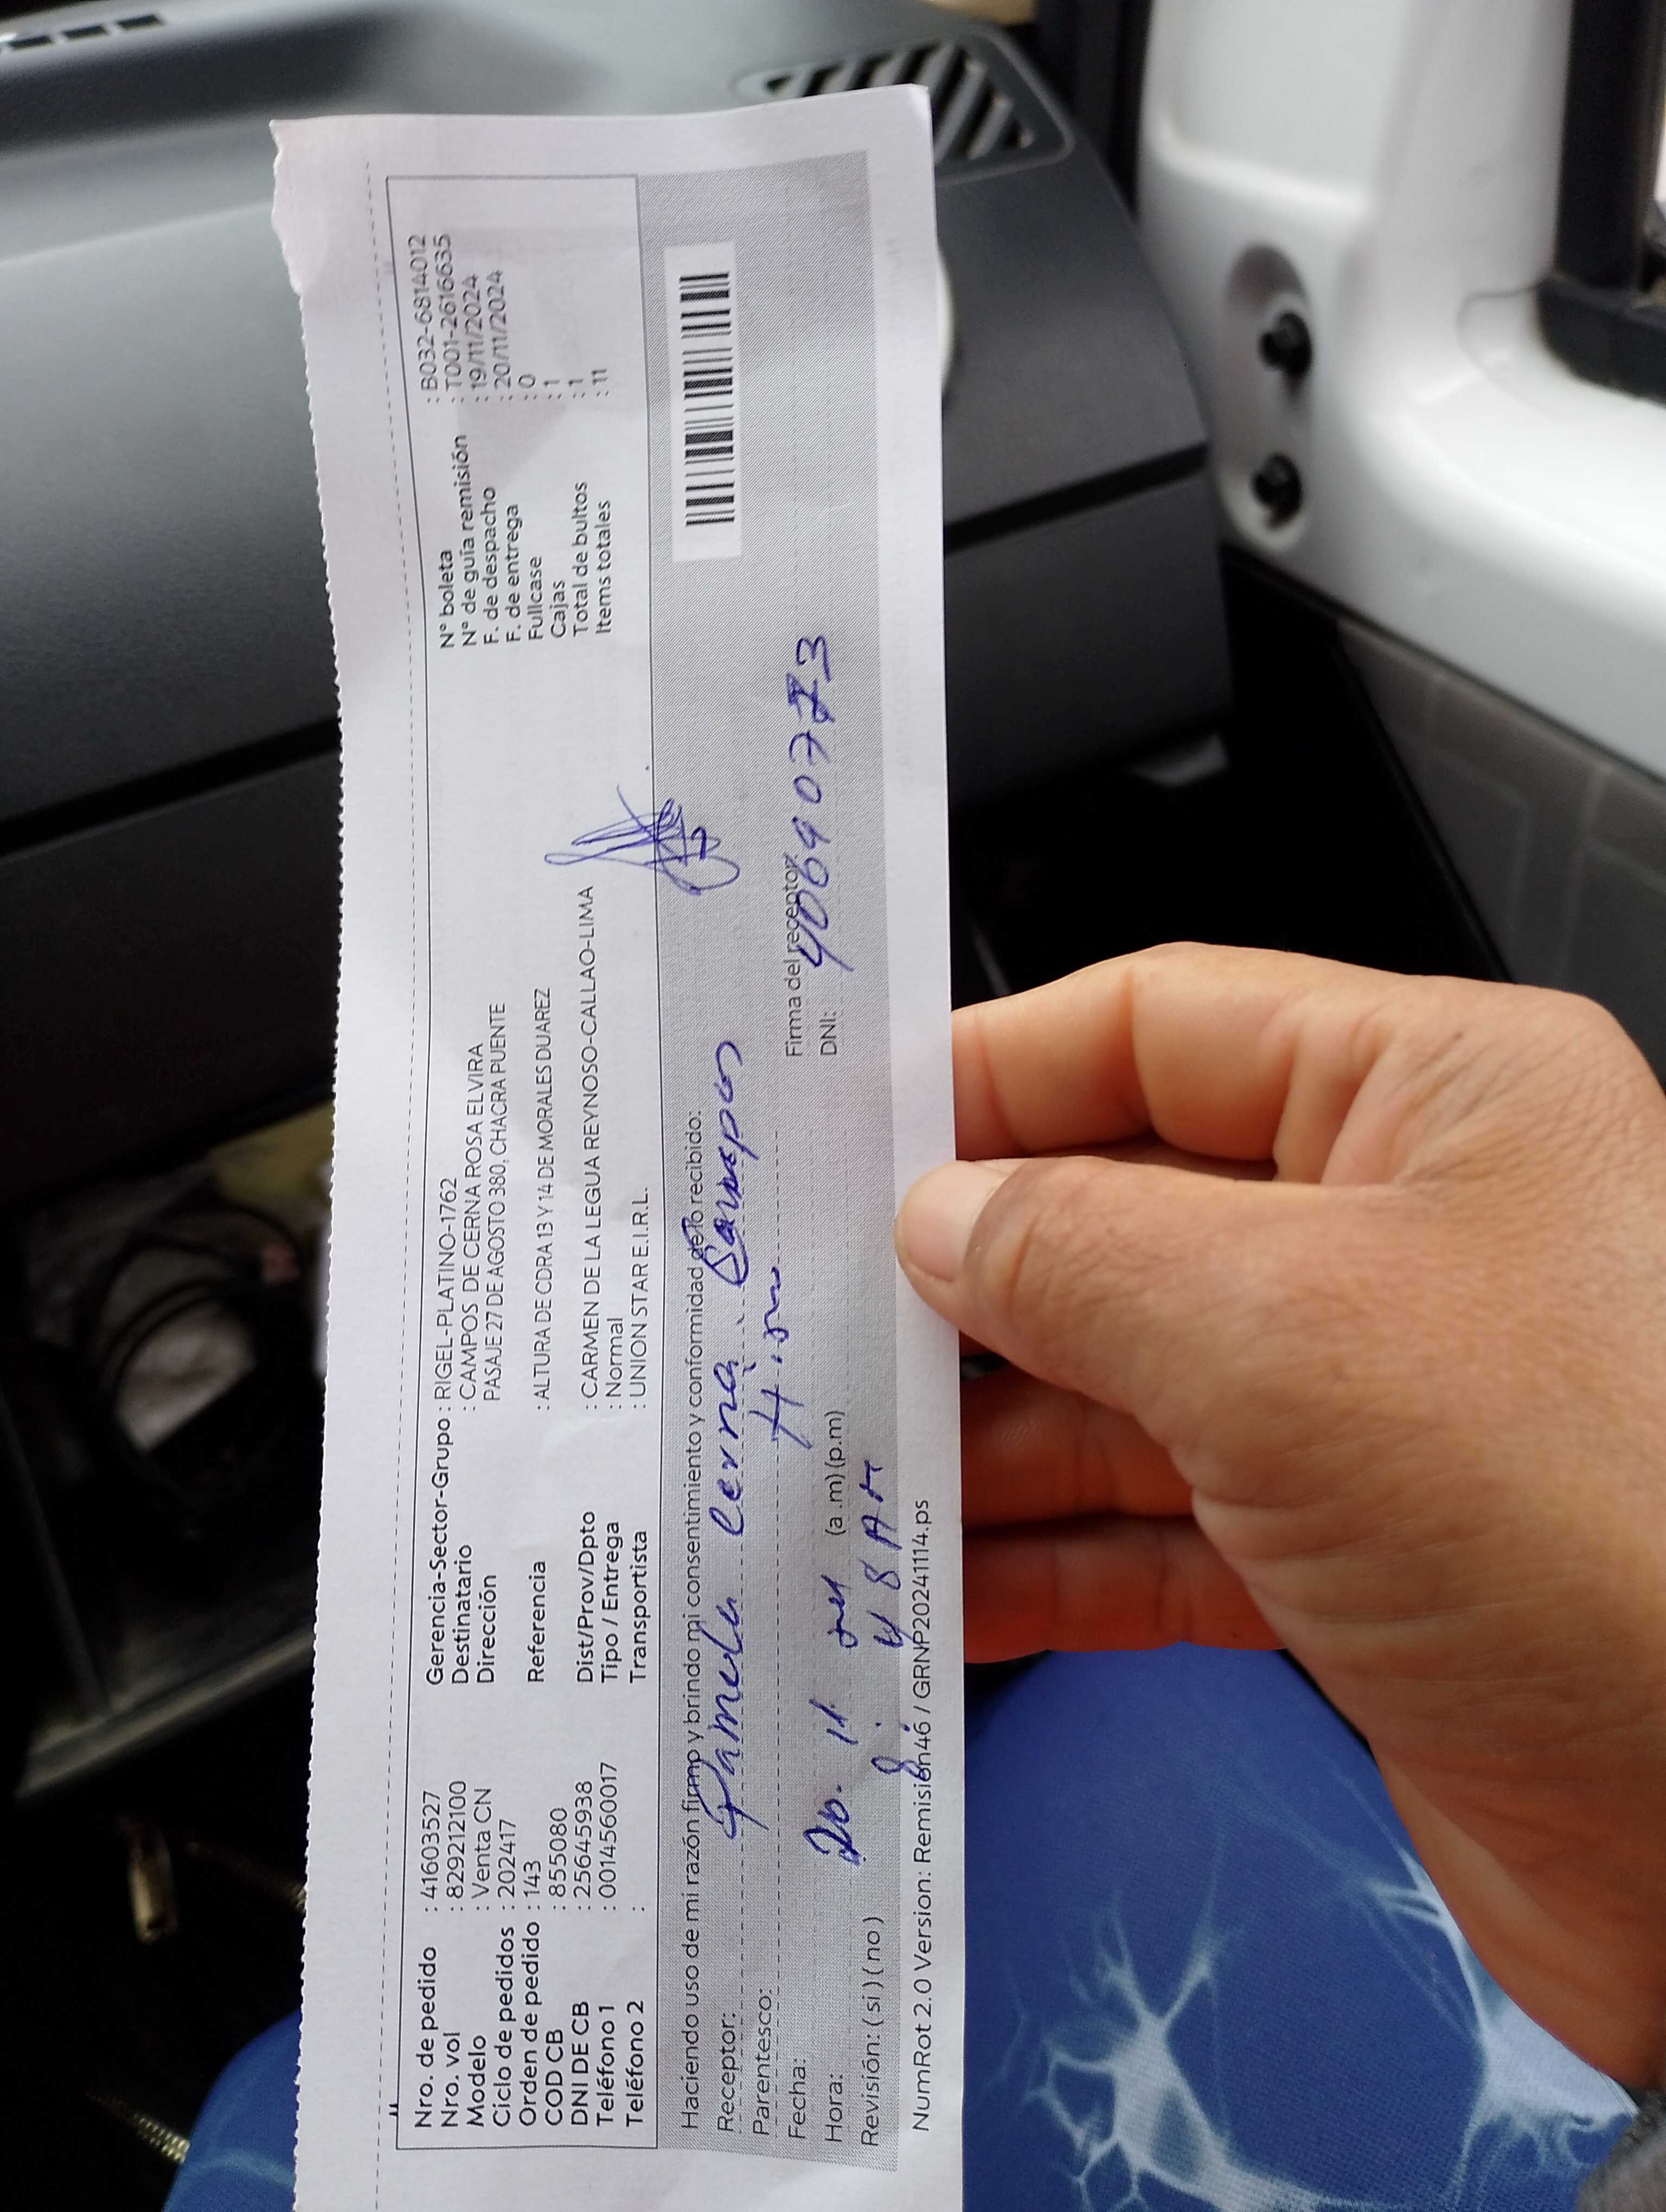 Nro. de pedido : 41603527 Gerencia-Sector-Grupo : RIGEL-PLATINO-1762 N° boleta : B032-6814012
Nro. vol : 829212100 Destinatario : CAMPOS DE CERNA ROSA ELVIRA N° de guía remisión : T001-2616635
Modelo : Venta CN Dirección PASAJE 27 DE AGOSTO 380, CHACRA PUENTE F. de despacho : 19/11/2024
Ciclo de pedidos : 202417 F. de entrega : 20/11/2024
Orden de pedido : 143 Referencia : ALTURA DE CDRA 13 Y 14 DE MORALES DUAREZ Fullcase : 0
COD CB : 855080 Cajas : 1
DNI DE CB : 25645938 Dist/Prov/Dpto : CARMEN DE LA LEGUA REYNOSO-CALLAO-LIMA Total de bultos : 1
Teléfono 1 : 0014560017 Tipo / Entrega : Normal Items totales : 11
Teléfono 2 : Transportista : UNION STAR E.I.R.L.
Haciendo uso de mi razón firmo y brindo mi consentimiento y conformidad de lo recibido:
Receptor: Pamela Cerna Campos
Parentesco: Firma del receptor
Fecha: 20. 11 DNI: 40640773
Hora: (a.m) (p.m)
8: 48 AM
Revisión: ( si ) ( no )
NumRot 2.0 Version: Remision46 / GRNP20241114.ps